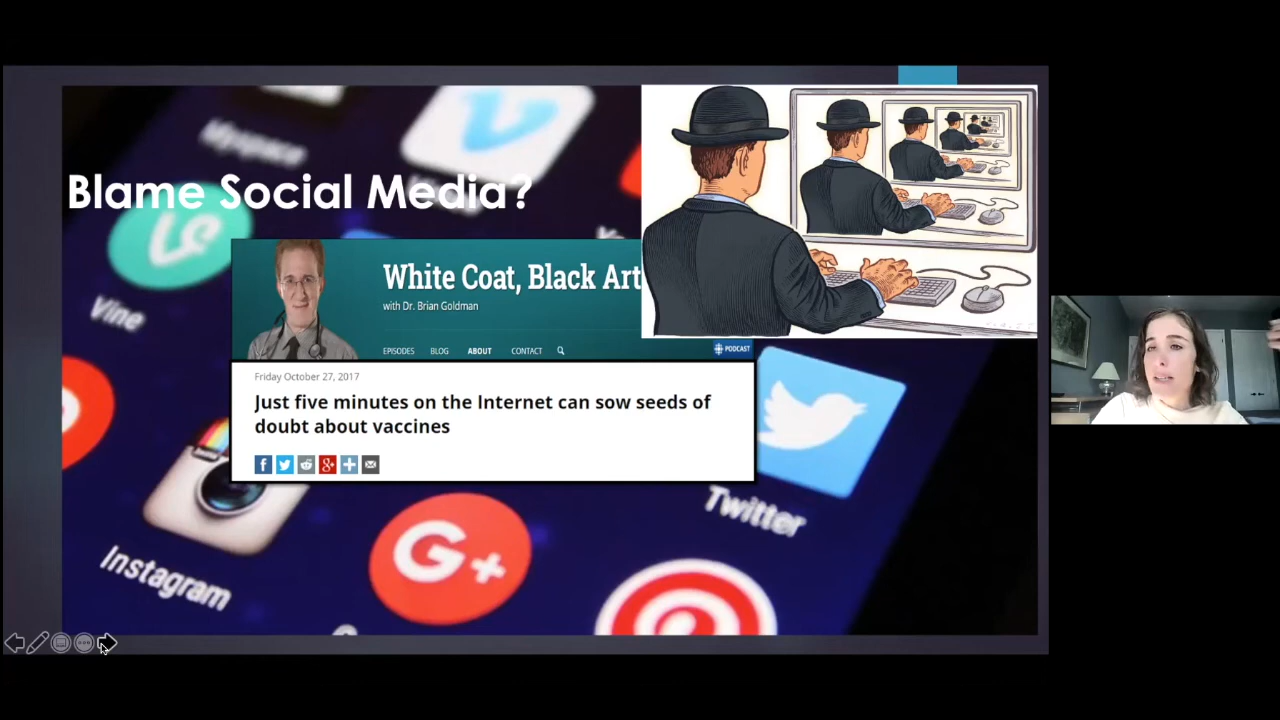 Myspace
Blame Social Media?
Vine
White Coat, Black Art
with Dr. Brian Goldman
EPISODES BLOG ABOUT CONTACT
PODCAST
Friday October 27, 2017
Just five minutes on the Internet can sow seeds of
doubt about vaccines
f
g+
Twitter
G+
Instagram